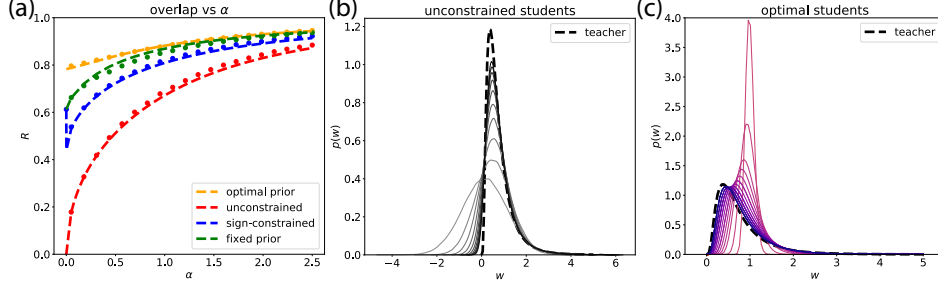 (a)
overlap vs α
1.0
0.8
0.6
0.4
0.2
0.0
R
0.0 0.5 1.0 1.5 2.0 2.5
α
optimal prior
unconstrained
sign-constrained
fixed prior
(b)
unconstrained students
teacher
1.2
1.0
0.8
0.6
0.4
0.2
0.0
p(w)
−4 −2 0 2 4 6
w
(c)
optimal students
teacher
4.0
3.5
3.0
2.5
2.0
1.5
1.0
0.5
0.0
p(w)
0 1 2 3 4 5
w